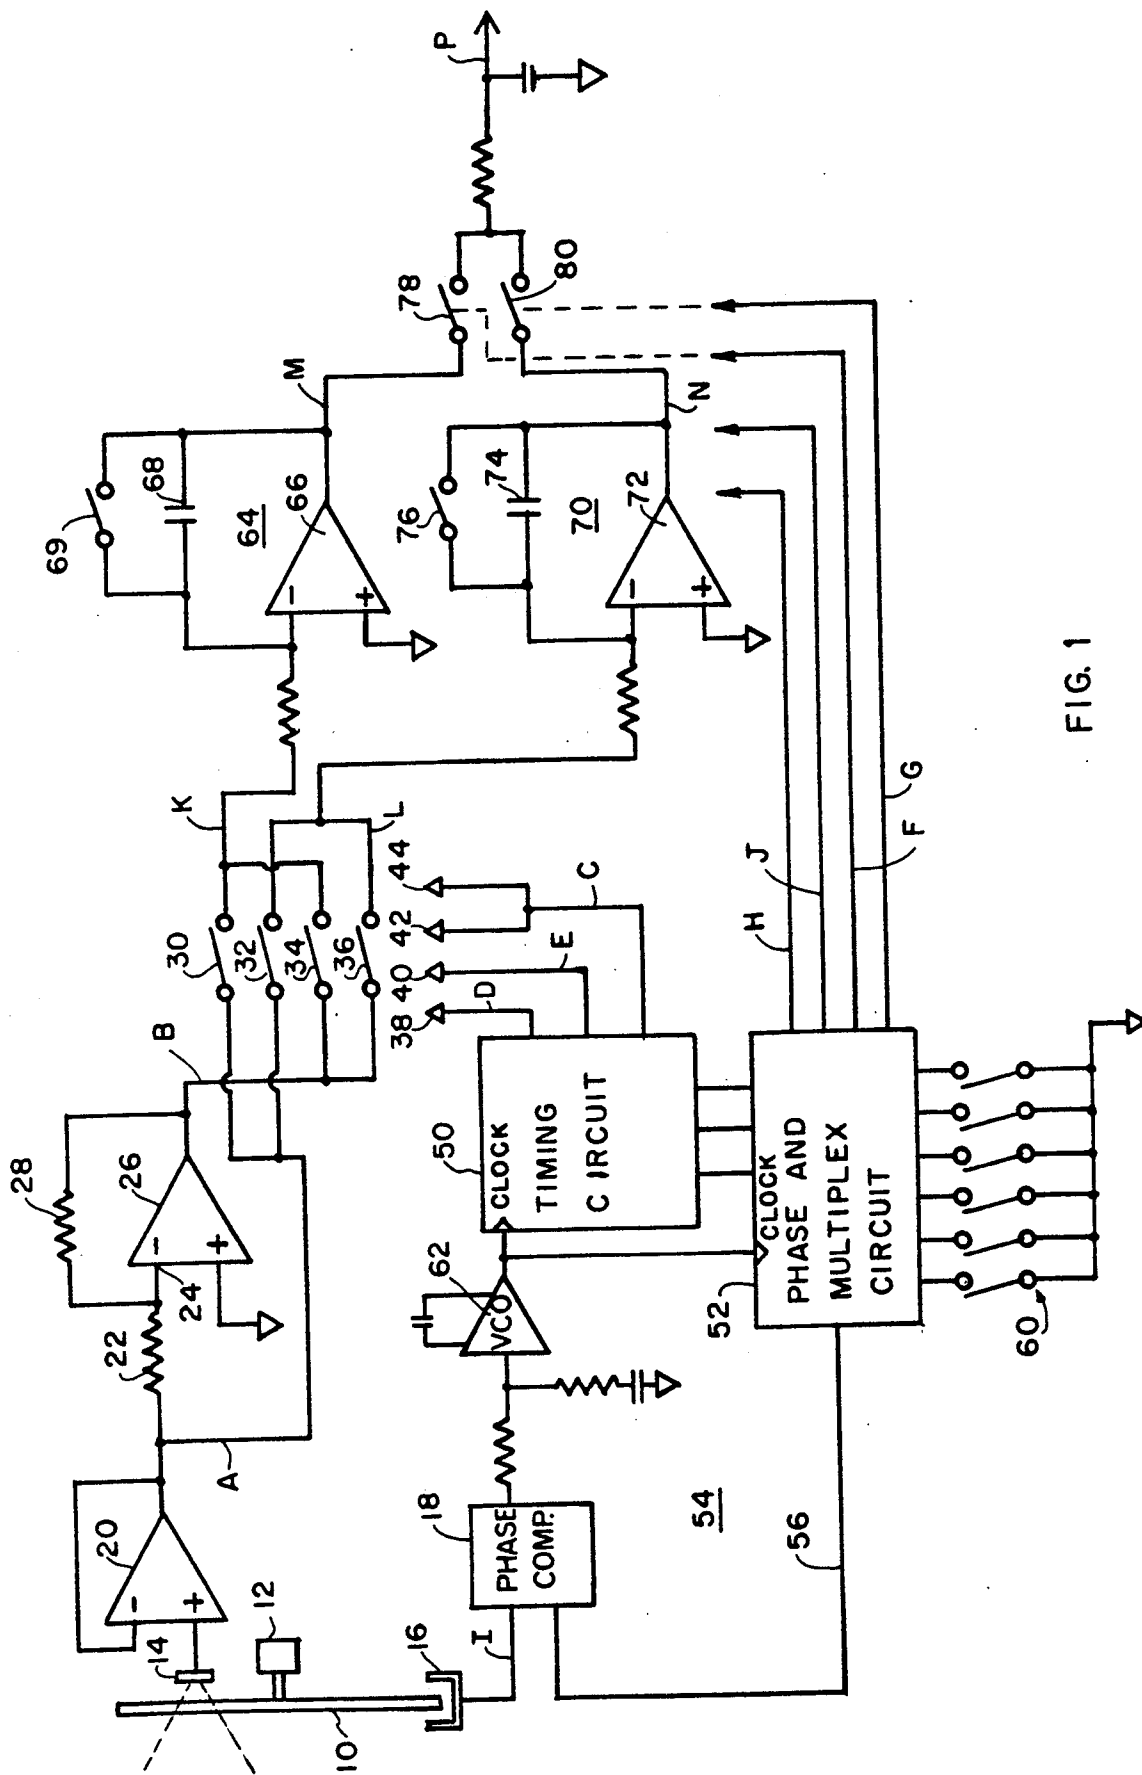 28
26
22
24
20
14
12
16
10
A
B
30
32
34
36
38
40
42
44
D
E
C
K
L
69
68
64
66
M
76
74
70
72
N
78
80
P
18
PHASE
COMP.
I
54
56
62
VCO
50
CLOCK
TIMING
CIRCUIT
52
CLOCK
PHASE AND
MULTIPLEX
CIRCUIT
60
H
J
F
G
-
+
-
+
-
+
-
+
FIG. 1